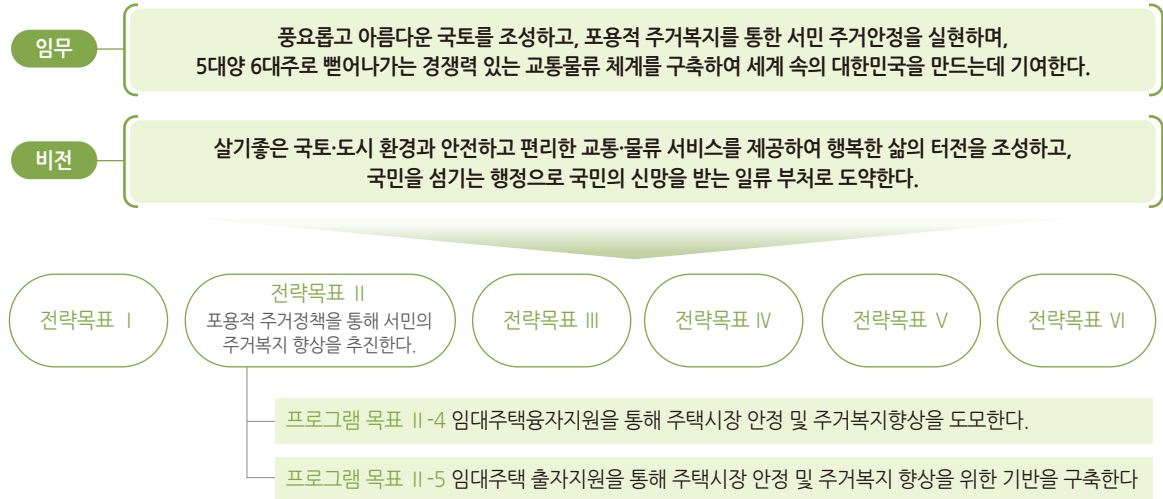 임무
풍요롭고 아름다운 국토를 조성하고, 포용적 주거복지를 통한 서민 주거안정을 실현하며,
5대양 6대주로 뻗어나가는 경쟁력 있는 교통물류 체계를 구축하여 세계 속의 대한민국을 만드는데 기여한다.
비전
살기좋은 국토·도시 환경과 안전하고 편리한 교통·물류 서비스를 제공하여 행복한 삶의 터전을 조성하고,
국민을 섬기는 행정으로 국민의 신망을 받는 일류 부처로 도약한다.
전략목표 Ⅰ
전략목표 Ⅱ
포용적 주거정책을 통해 서민의
주거복지 향상을 추진한다.
전략목표 Ⅲ
전략목표 Ⅳ
전략목표 Ⅴ
전략목표 Ⅵ
프로그램 목표 Ⅱ-4 임대주택융자지원을 통해 주택시장 안정 및 주거복지향상을 도모한다.
프로그램 목표 Ⅱ-5 임대주택 출자지원을 통해 주택시장 안정 및 주거복지 향상을 위한 기반을 구축한다